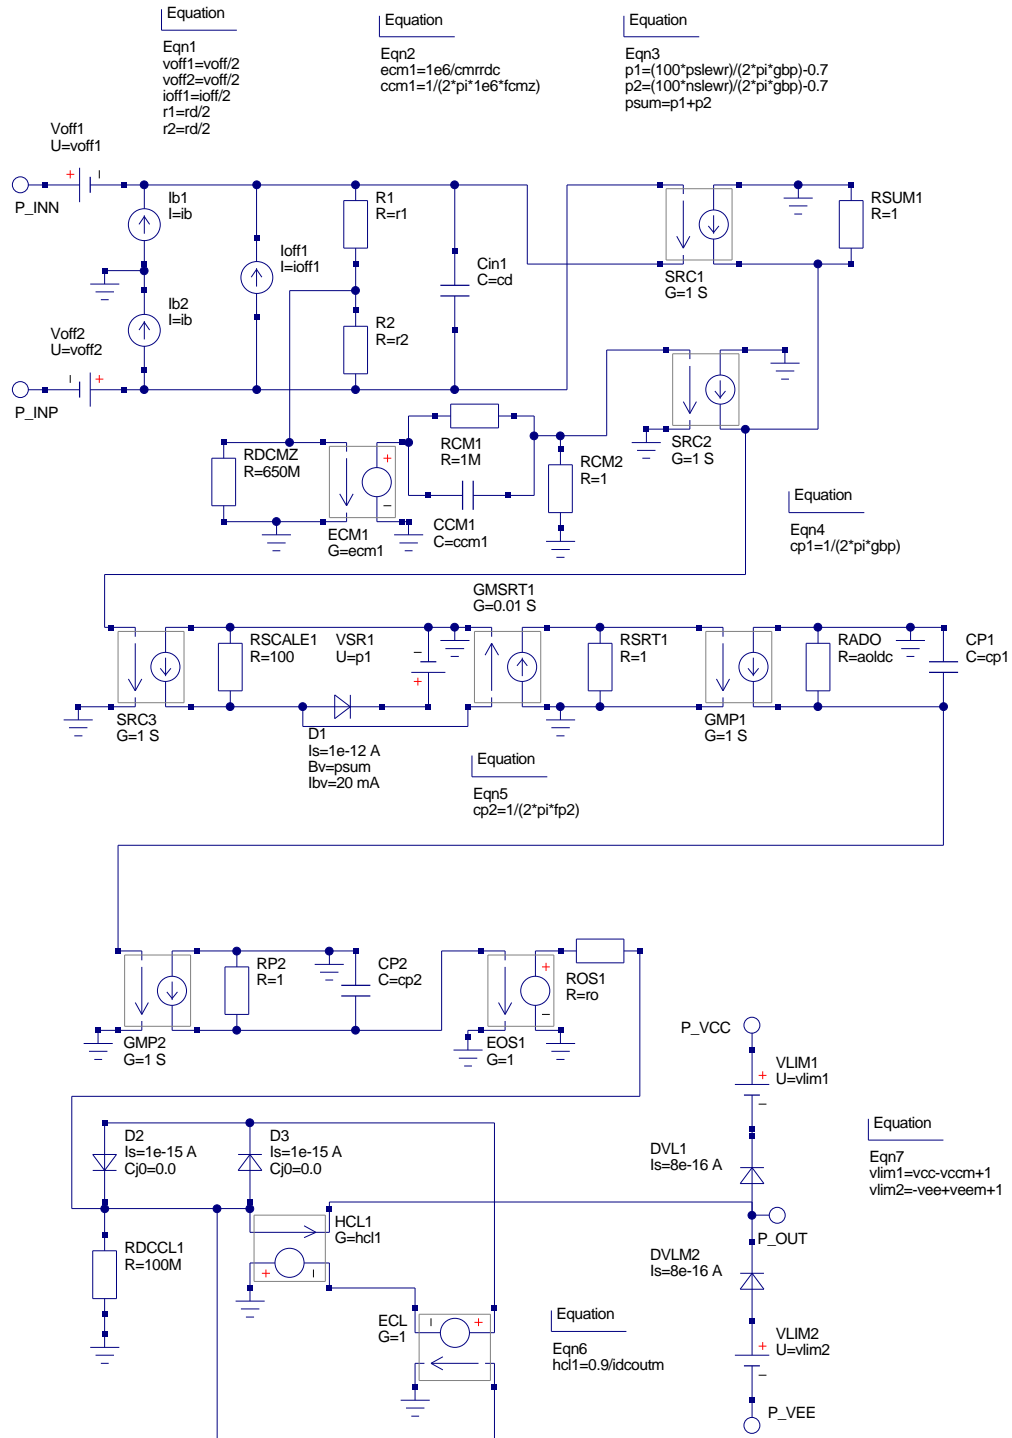 Equation
Eqn1
voff1=voff/2
voff2=voff/2
ioff1=ioff/2
r1=rd/2
r2=rd/2
Equation
Eqn2
ecm1=1e6/cmrrdc
ccm1=1/(2*pi*1e6*fcmz)
Equation
Eqn3
p1=(100*pslewr)/(2*pi*gbp)-0.7
p2=(100*nslewr)/(2*pi*gbp)-0.7
psum=p1+p2
Voff1
U=voff1
P_INN
Ib1
I=ib
Ioff1
I=ioff1
R1
R=r1
Cin1
C=cd
SRC1
G=1 S
RSUM1
R=1
Ib2
I=ib
R2
R=r2
Voff2
U=voff2
P_INP
SRC2
G=1 S
RDCMZ
R=650M
ECM1
G=ecm1
RCM1
R=1M
CCM1
C=ccm1
RCM2
R=1
Equation
Eqn4
cp1=1/(2*pi*gbp)
SRC3
G=1 S
RSCALE1
R=100
VSR1
U=p1
D1
Is=1e-12 A
Bv=psum
Ibv=20 mA
GMSRT1
G=0.01 S
RSRT1
R=1
GMP1
G=1 S
RADO
R=aoldc
CP1
C=cp1
Equation
Eqn5
cp2=1/(2*pi*fp2)
GMP2
G=1 S
RP2
R=1
CP2
C=cp2
EOS1
G=1
ROS1
R=ro
P_VCC
VLIM1
U=vlim1
D2
Is=1e-15 A
Cj0=0.0
D3
Is=1e-15 A
Cj0=0.0
DVL1
Is=8e-16 A
Equation
Eqn7
vlim1=vcc-vccm+1
vlim2=-vee+veem+1
HCL1
G=hcl1
P_OUT
RDCCL1
R=100M
DVLM2
Is=8e-16 A
ECL
G=1
Equation
Eqn6
hcl1=0.9/idcoutm
VLIM2
U=vlim2
P_VEE